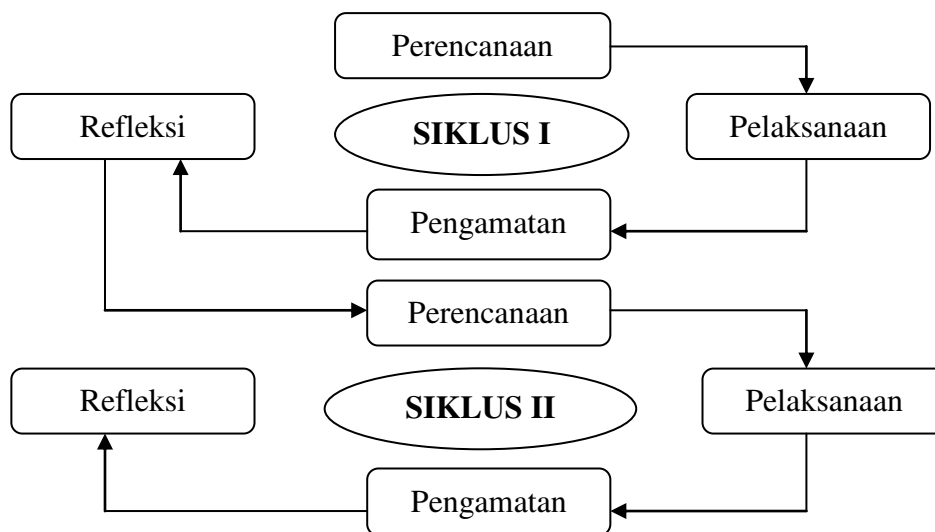 Perencanaan
Refleksi
SIKLUS I
Pelaksanaan
Pengamatan
Perencanaan
Refleksi
SIKLUS II
Pelaksanaan
Pengamatan